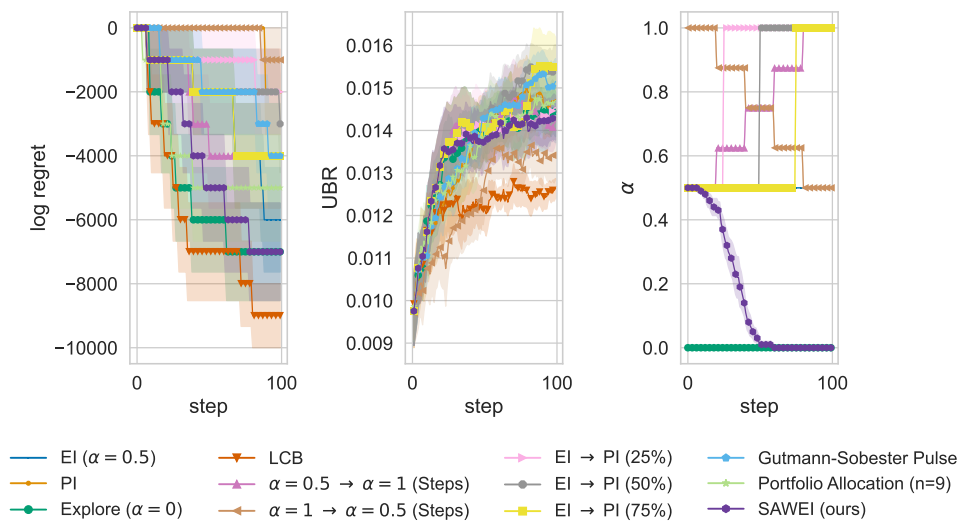 0
−2000
−4000
−6000
−8000
−10000
log regret
0
100
step
0.016
0.015
0.014
0.013
0.012
0.011
0.010
0.009
UBR
0
100
step
1.0
0.8
0.6
0.4
0.2
0.0
α
0
100
step
EI (α = 0.5)
PI
Explore (α = 0)
LCB
α = 0.5 → α = 1 (Steps)
α = 1 → α = 0.5 (Steps)
EI → PI (25%)
EI → PI (50%)
EI → PI (75%)
Gutmann-Sobester Pulse
Portfolio Allocation (n=9)
SAWEI (ours)